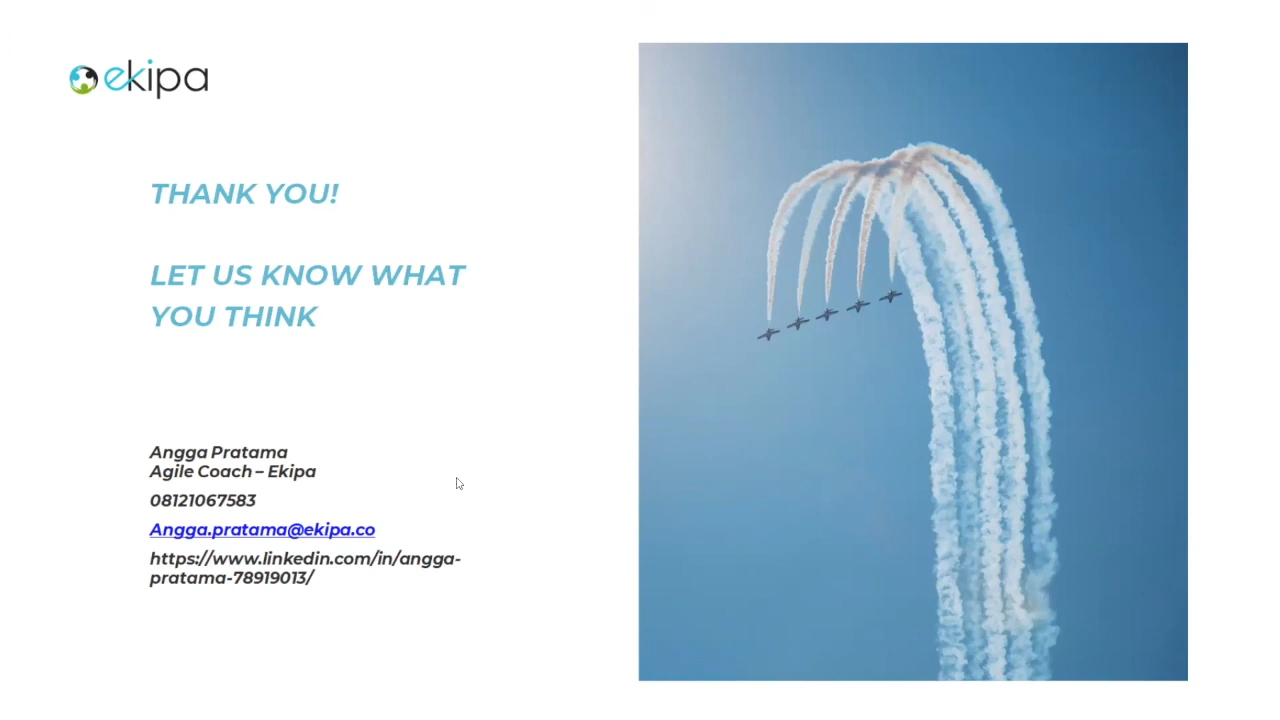 ekipa
THANK YOU!
LET US KNOW WHAT
YOU THINK
Angga Pratama
Agile Coach – Ekipa
08121067583
Angga.pratama@ekipa.co
https://www.linkedin.com/in/angga-
pratama-78919013/